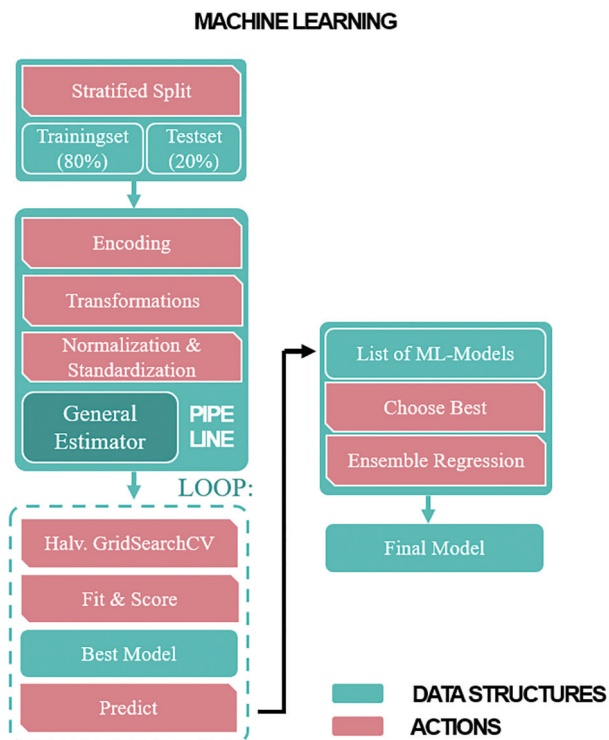 MACHINE LEARNING
Stratified Split
Trainingset
(80%)
Testset
(20%)
Encoding
Transformations
Normalization &
Standardization
General
Estimator
PIPE
LINE
LOOP:
Halv. GridSearchCV
Fit & Score
Best Model
Predict
List of ML-Models
Choose Best
Ensemble Regression
Final Model
DATA STRUCTURES
ACTIONS